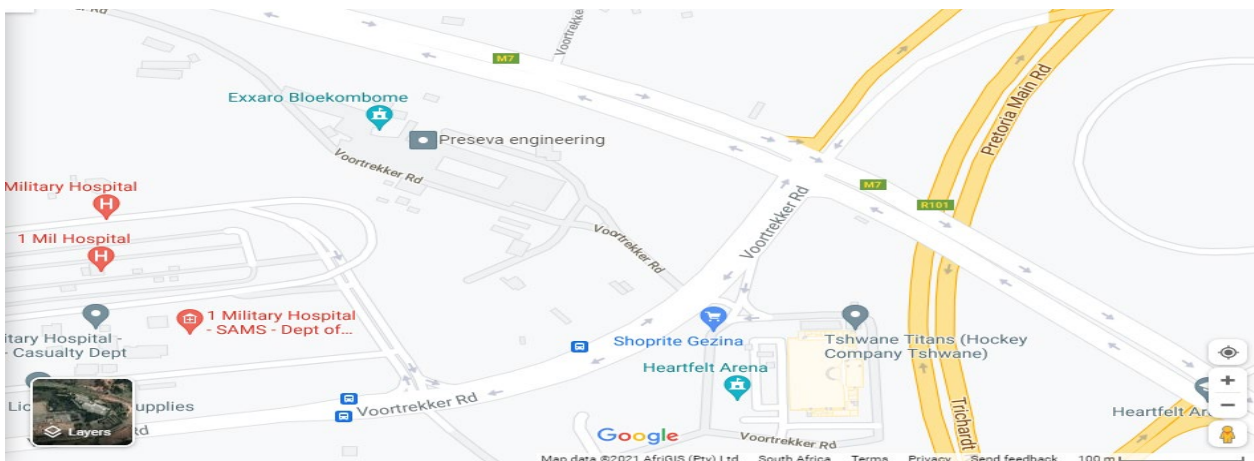 Rd
Voortrekker
M7
Exxaro Bloekombome
Preseva engineering
Pretoria Main Rd
Voortrekker Rd
M7
Military Hospital
R101
Voortrekker Rd
1 Mil Hospital
Voortrekker Rd
1 Military Hospital
- SAMS - Dept of...
itary Hospital -
Casualty Dept
Shoprite Gezina
Tshwane Titans (Hockey
Company Tshwane)
Heartfelt Arena
upplies
Voortrekker Rd
Trichardt
Heartfelt Ar
Layers
Google
Voortrekker Rd
Map data ©2021 AfriGIS (Pty) Ltd South Africa Terms Privacy Send feedback 100 m